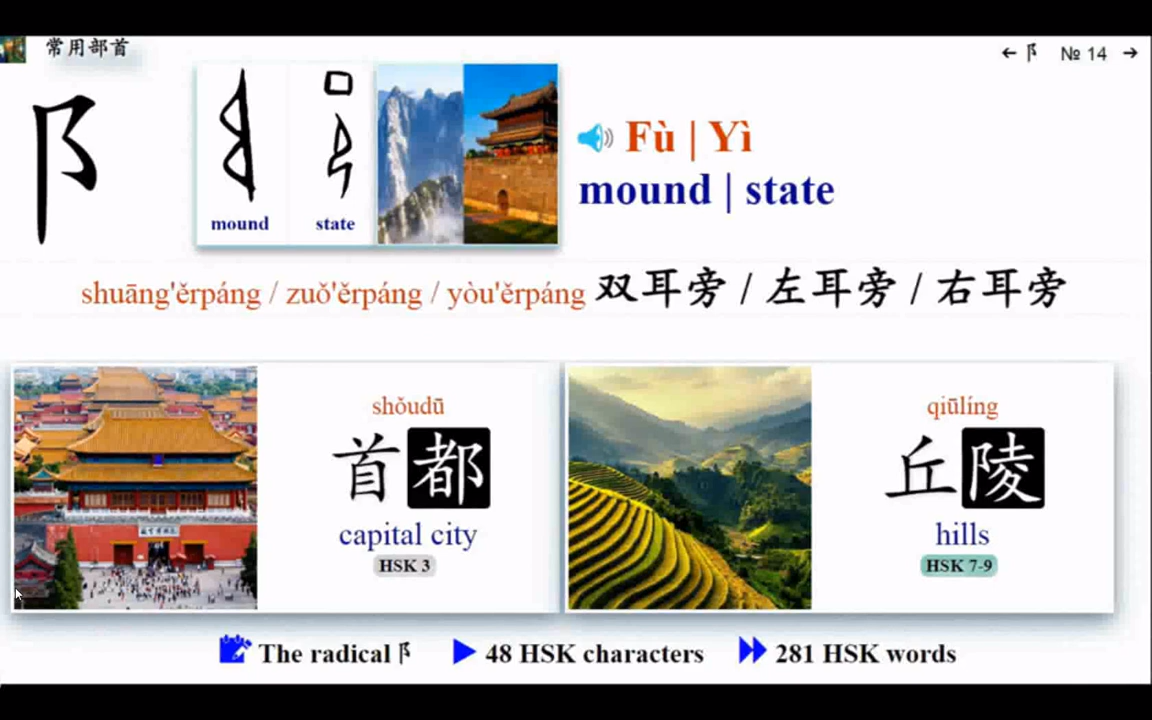 常用部首
← 阝 № 14 →
阝
mound state
Fù | Yì
mound | state
shuāng'ěrpáng / zuǒ'ěrpáng / yòu'ěrpáng 双耳旁 / 左耳旁 / 右耳旁
shǒudū
首都
capital city
HSK 3
qiūlíng
丘陵
hills
HSK 7-9
The radical 阝 48 HSK characters 281 HSK words